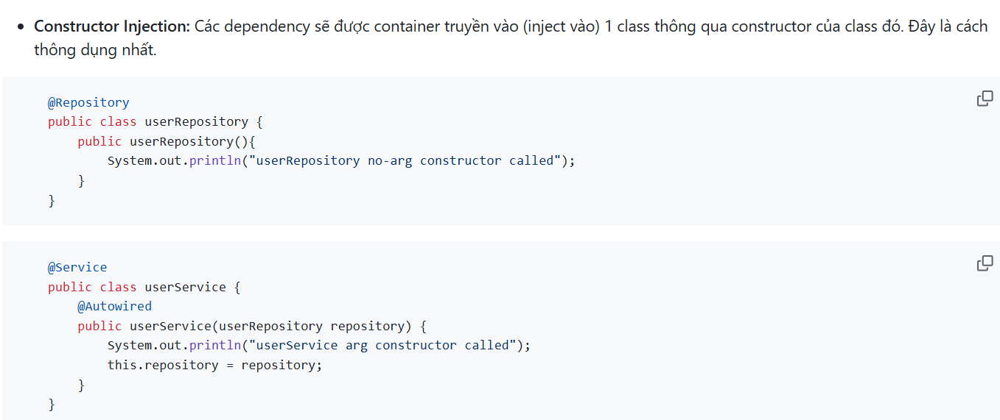 Constructor Injection: Các dependency sẽ được container truyền vào (inject vào) 1 class thông qua constructor của class đó. Đây là cách
thông dụng nhất.
@Repository
public class userRepository {
    public userRepository(){
        System.out.println("userRepository no-arg constructor called");
    }
}
@Service
public class userService {
    @Autowired
    public userService(userRepository repository) {
        System.out.println("userService arg constructor called");
        this.repository = repository;
    }
}